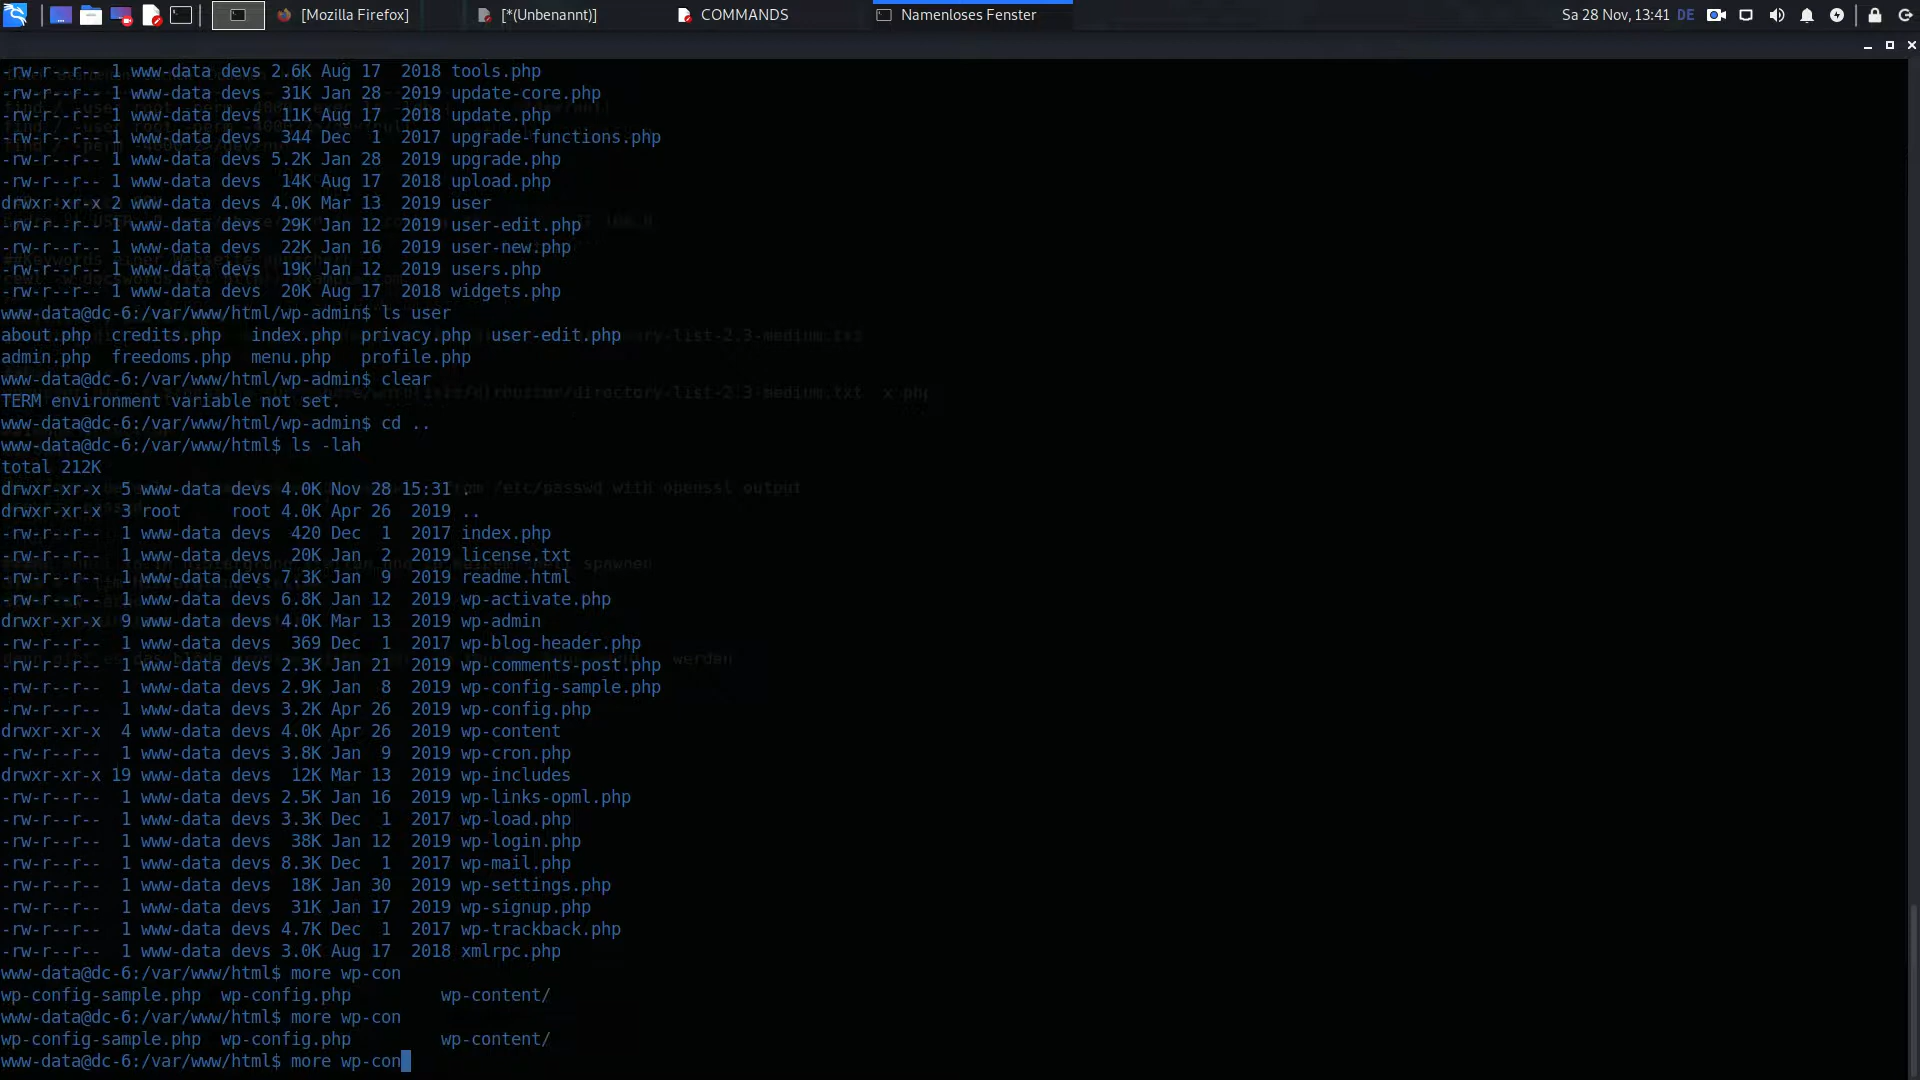 [Mozilla Firefox]
[*(Unbenannt)]
COMMANDS
Namenloses Fenster
Sa 28 Nov, 13:41 DE
-rw-r--r-- 1 www-data devs 2.6K Aug 17 2018 tools.php
-rw-r--r-- 1 www-data devs 31K Jan 28 2019 update-core.php
-rw-r--r-- 1 www-data devs 11K Aug 17 2018 update.php
-rw-r--r-- 1 www-data devs 344 Dec 1 2017 upgrade-functions.php
-rw-r--r-- 1 www-data devs 5.2K Jan 28 2019 upgrade.php
-rw-r--r-- 1 www-data devs 14K Aug 17 2018 upload.php
drwxr-xr-x 2 www-data devs 4.0K Mar 13 2019 user
-rw-r--r-- 1 www-data devs 29K Jan 12 2019 user-edit.php
-rw-r--r-- 1 www-data devs 22K Jan 16 2019 user-new.php
-rw-r--r-- 1 www-data devs 19K Jan 12 2019 users.php
-rw-r--r-- 1 www-data devs 20K Aug 17 2018 widgets.php
www-data@dc-6:/var/www/html/wp-admin$ ls user
about.php credits.php index.php privacy.php user-edit.php
admin.php freedoms.php menu.php profile.php
www-data@dc-6:/var/www/html/wp-admin$ clear
TERM environment variable not set.
www-data@dc-6:/var/www/html/wp-admin$ cd ..
www-data@dc-6:/var/www/html$ ls -lah
total 212K
drwxr-xr-x 5 www-data devs 4.0K Nov 28 15:31 .
drwxr-xr-x 3 root root 4.0K Apr 26 2019 ..
-rw-r--r-- 1 www-data devs 420 Dec 1 2017 index.php
-rw-r--r-- 1 www-data devs 20K Jan 2 2019 license.txt
-rw-r--r-- 1 www-data devs 7.3K Jan 9 2019 readme.html
-rw-r--r-- 1 www-data devs 6.8K Jan 12 2019 wp-activate.php
drwxr-xr-x 9 www-data devs 4.0K Mar 13 2019 wp-admin
-rw-r--r-- 1 www-data devs 369 Dec 1 2017 wp-blog-header.php
-rw-r--r-- 1 www-data devs 2.3K Jan 21 2019 wp-comments-post.php
-rw-r--r-- 1 www-data devs 2.9K Jan 8 2019 wp-config-sample.php
-rw-r--r-- 1 www-data devs 3.2K Apr 26 2019 wp-config.php
drwxr-xr-x 4 www-data devs 4.0K Apr 26 2019 wp-content
-rw-r--r-- 1 www-data devs 3.8K Jan 9 2019 wp-cron.php
drwxr-xr-x 19 www-data devs 12K Mar 13 2019 wp-includes
-rw-r--r-- 1 www-data devs 2.5K Jan 16 2019 wp-links-opml.php
-rw-r--r-- 1 www-data devs 3.3K Dec 1 2017 wp-load.php
-rw-r--r-- 1 www-data devs 38K Jan 12 2019 wp-login.php
-rw-r--r-- 1 www-data devs 8.3K Dec 1 2017 wp-mail.php
-rw-r--r-- 1 www-data devs 18K Jan 30 2019 wp-settings.php
-rw-r--r-- 1 www-data devs 31K Jan 17 2019 wp-signup.php
-rw-r--r-- 1 www-data devs 4.7K Dec 1 2017 wp-trackback.php
-rw-r--r-- 1 www-data devs 3.0K Aug 17 2018 xmlrpc.php
www-data@dc-6:/var/www/html$ more wp-con
wp-config-sample.php wp-config.php wp-content/
www-data@dc-6:/var/www/html$ more wp-con
wp-config-sample.php wp-config.php wp-content/
www-data@dc-6:/var/www/html$ more wp-con